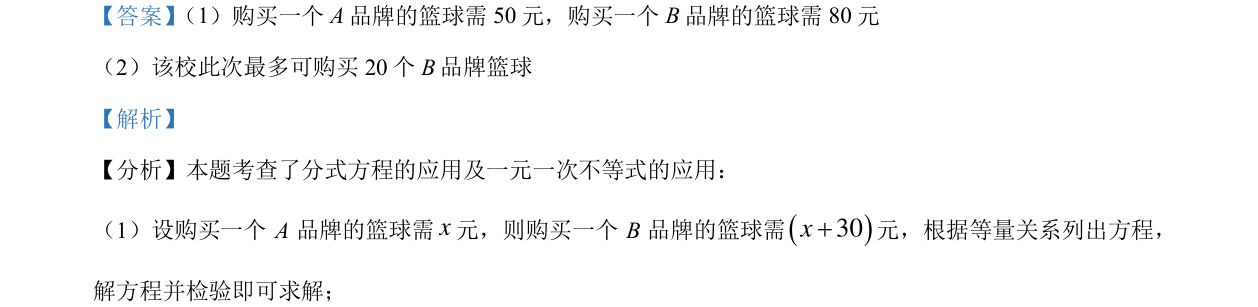 【答案】（1）购买一个 A 品牌的篮球需 50 元，购买一个 B 品牌的篮球需 80 元
（2）该校此次最多可购买 20 个 B 品牌篮球
【解析】
【分析】本题考查了分式方程的应用及一元一次不等式的应用：
（1）设购买一个 A 品牌的篮球需 x 元，则购买一个 B 品牌的篮球需(x+30)元，根据等量关系列出方程，
解方程并检验即可求解；